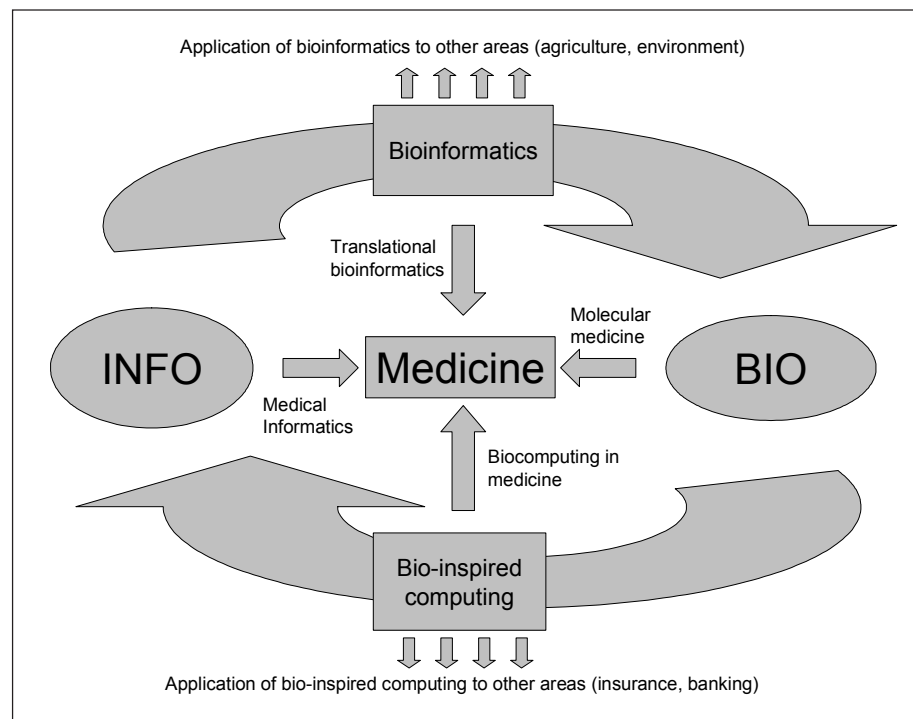 Application of bioinformatics to other areas (agriculture, environment)
Bioinformatics
Translational
bioinformatics
Molecular
medicine
INFO
Medicine
BIO
Medical
Informatics
Biocomputing in
medicine
Bio-inspired
computing
Application of bio-inspired computing to other areas (insurance, banking)